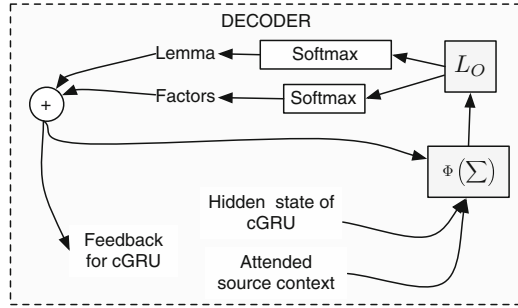 DECODER
Lemma
Softmax
L_O
Factors
Softmax
+
Φ (∑)
Hidden state of
cGRU
Feedback
for cGRU
Attended
source context